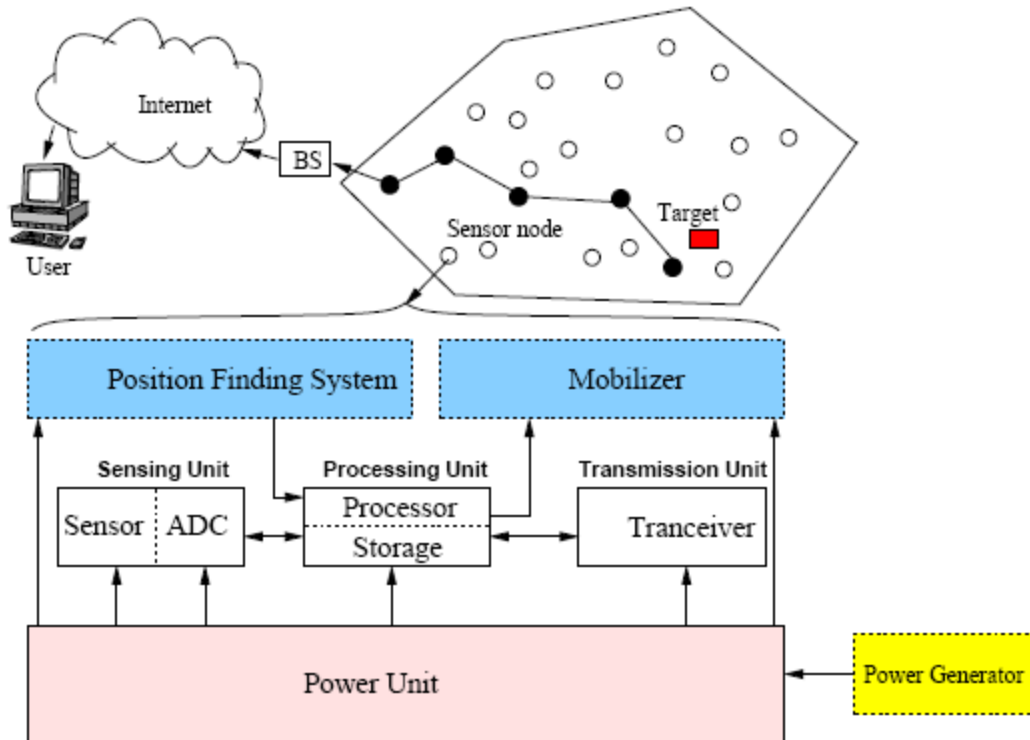 Internet
BS
User
Sensor node
Target
Position Finding System
Mobilizer
Sensing Unit
Processing Unit
Transmission Unit
Sensor
ADC
Processor
Storage
Tranceiver
Power Unit
Power Generator